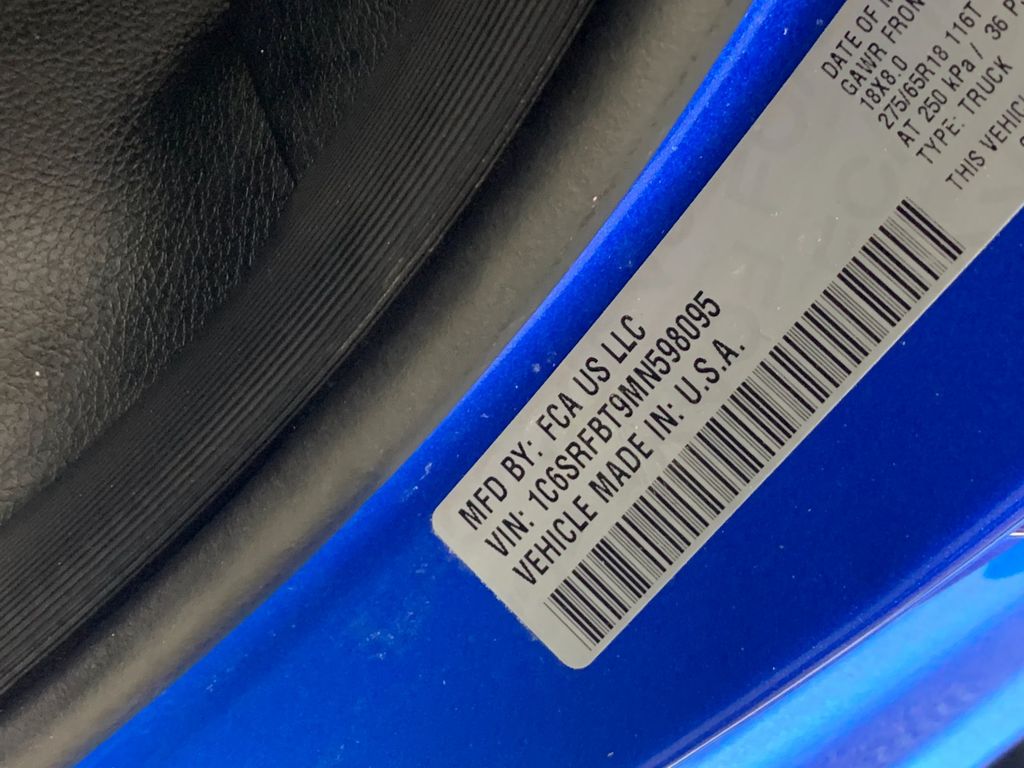 MFD BY: FCA US LLC
VIN: 1C6SRFBT9MN598095
VEHICLE MADE IN: U.S.A.
DATE OF
GAWR FRON
18X8.0
275/65R18 116T
AT 250 kPa / 36 P
TYPE: TRUCK
THIS VEHICL